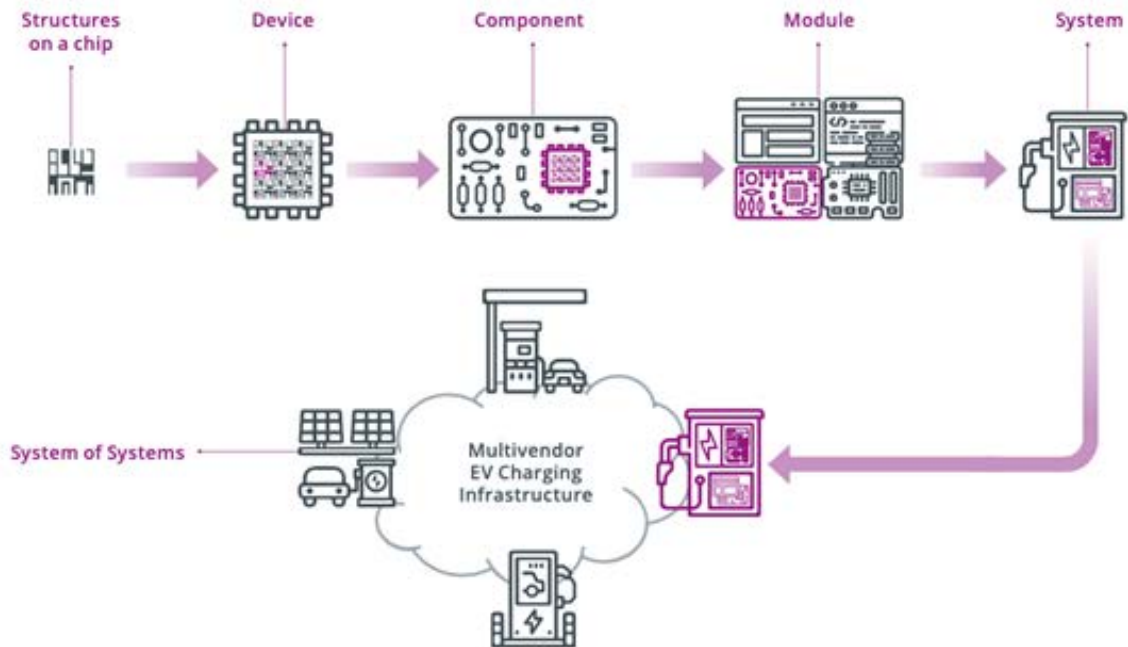 Structures
on a chip
Device
Component
Module
System
System of Systems
Multivendor
EV Charging
Infrastructure